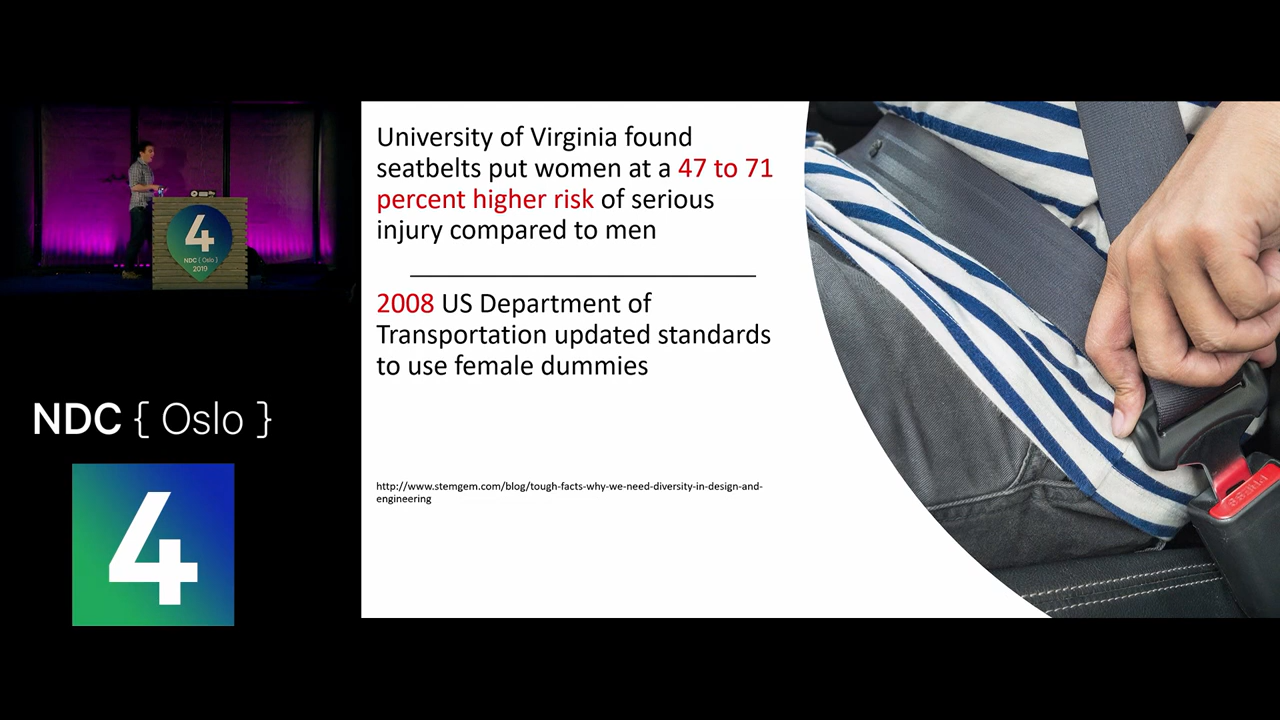 University of Virginia found
seatbelts put women at a 47 to 71
percent higher risk of serious
injury compared to men
2008 US Department of
Transportation updated standards
to use female dummies
http://www.stemgem.com/blog/tough-facts-why-we-need-diversity-in-design-and-
engineering
4
NDC { Oslo }
2019
NDC { Oslo }
4
PRESS